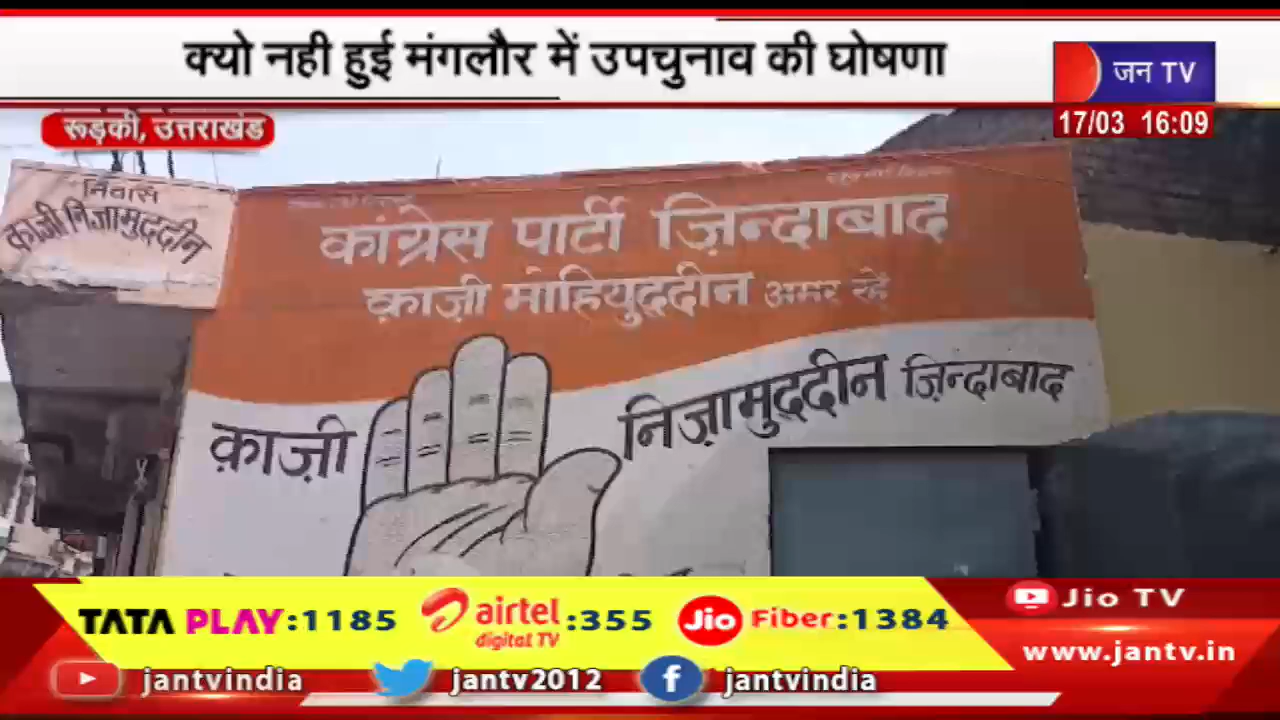 क्यो नही हुई मंगलौर में उपचुनाव की घोषणा
जन TV
17/03 16:09
रूड़की, उत्तराखंड
निवास
काज़ी निजामुद्दीन
कांग्रेस पार्टी ज़िन्दाबाद
क़ाज़ी मोहियुद्दीन अमर रहें
क़ाज़ी निज़ामुद्दीन ज़िन्दाबाद
TATA PLAY:1185
airtel digital TV :355
Jio Fiber:1384
Jio TV
www.jantv.in
jantvindia
jantv2012
jantvindia